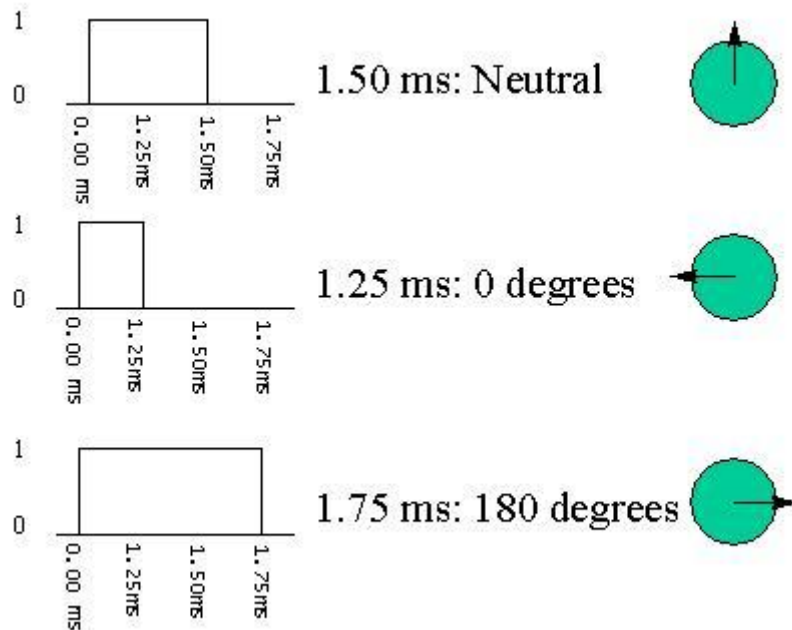 1
0
0.00 ms
1.25ms
1.50ms
1.75ms
1.50 ms: Neutral
1
0
0.00 ms
1.25ms
1.50ms
1.75ms
1.25 ms: 0 degrees
1
0
0.00 ms
1.25ms
1.50ms
1.75ms
1.75 ms: 180 degrees